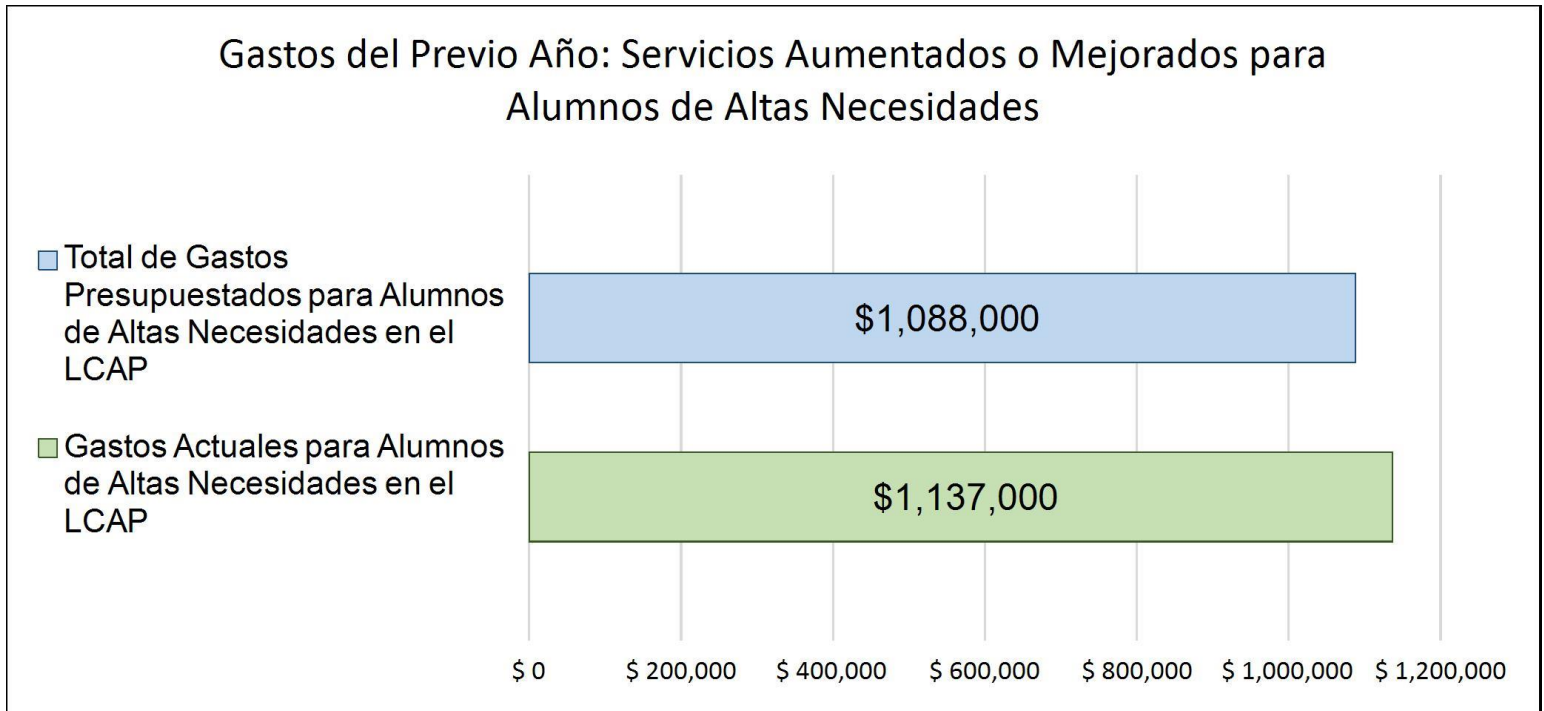 Gastos del Previo Año: Servicios Aumentados o Mejorados para
Alumnos de Altas Necesidades
Total de Gastos
Presupuestados para Alumnos
de Altas Necesidades en el
LCAP
$1,088,000
Gastos Actuales para Alumnos
de Altas Necesidades en el
LCAP
$1,137,000
$ 0 $ 200,000 $ 400,000 $ 600,000 $ 800,000 $ 1,000,000 $ 1,200,000